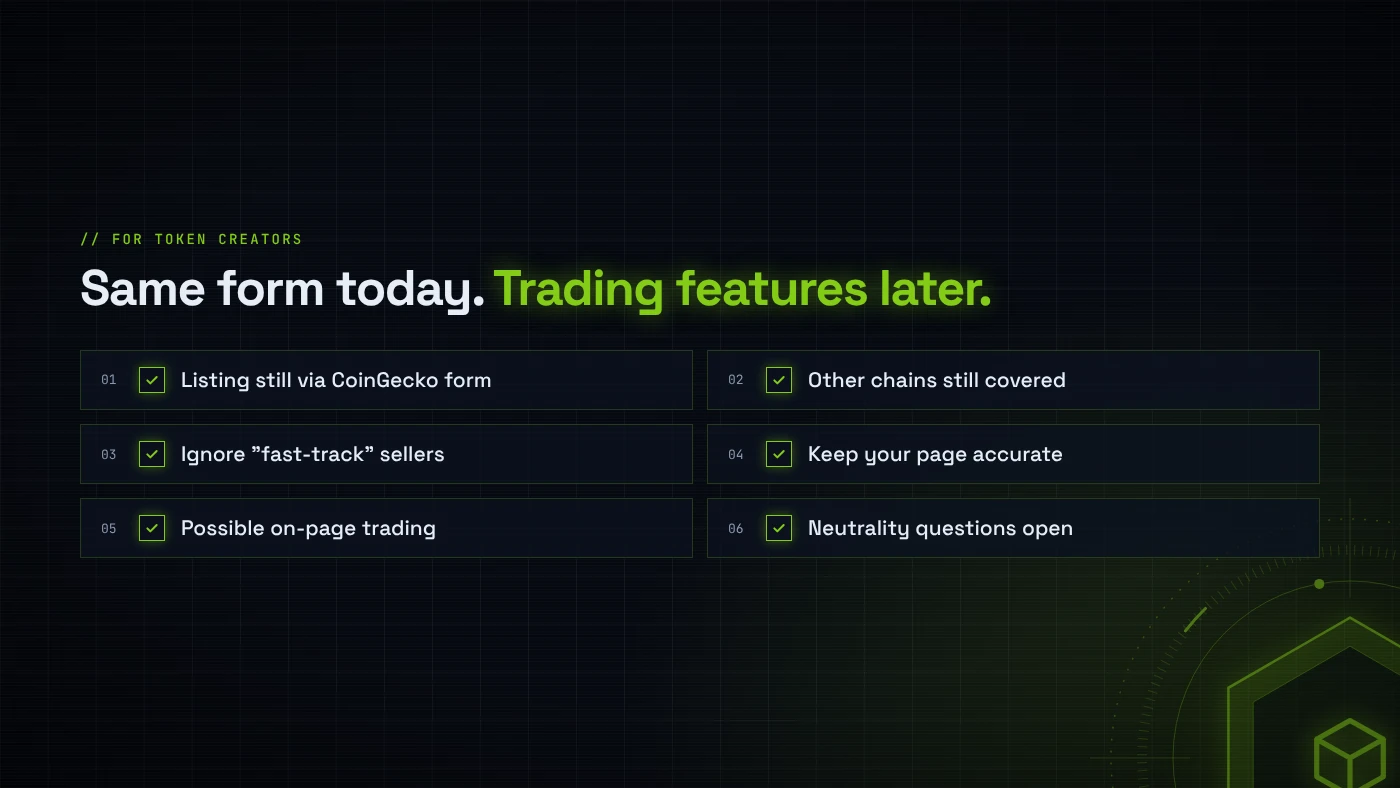 // FOR TOKEN CREATORS
Same form today. Trading features later.
01 Listing still via CoinGecko form
02 Other chains still covered
03 Ignore ”fast-track” sellers
04 Keep your page accurate
05 Possible on-page trading
06 Neutrality questions open